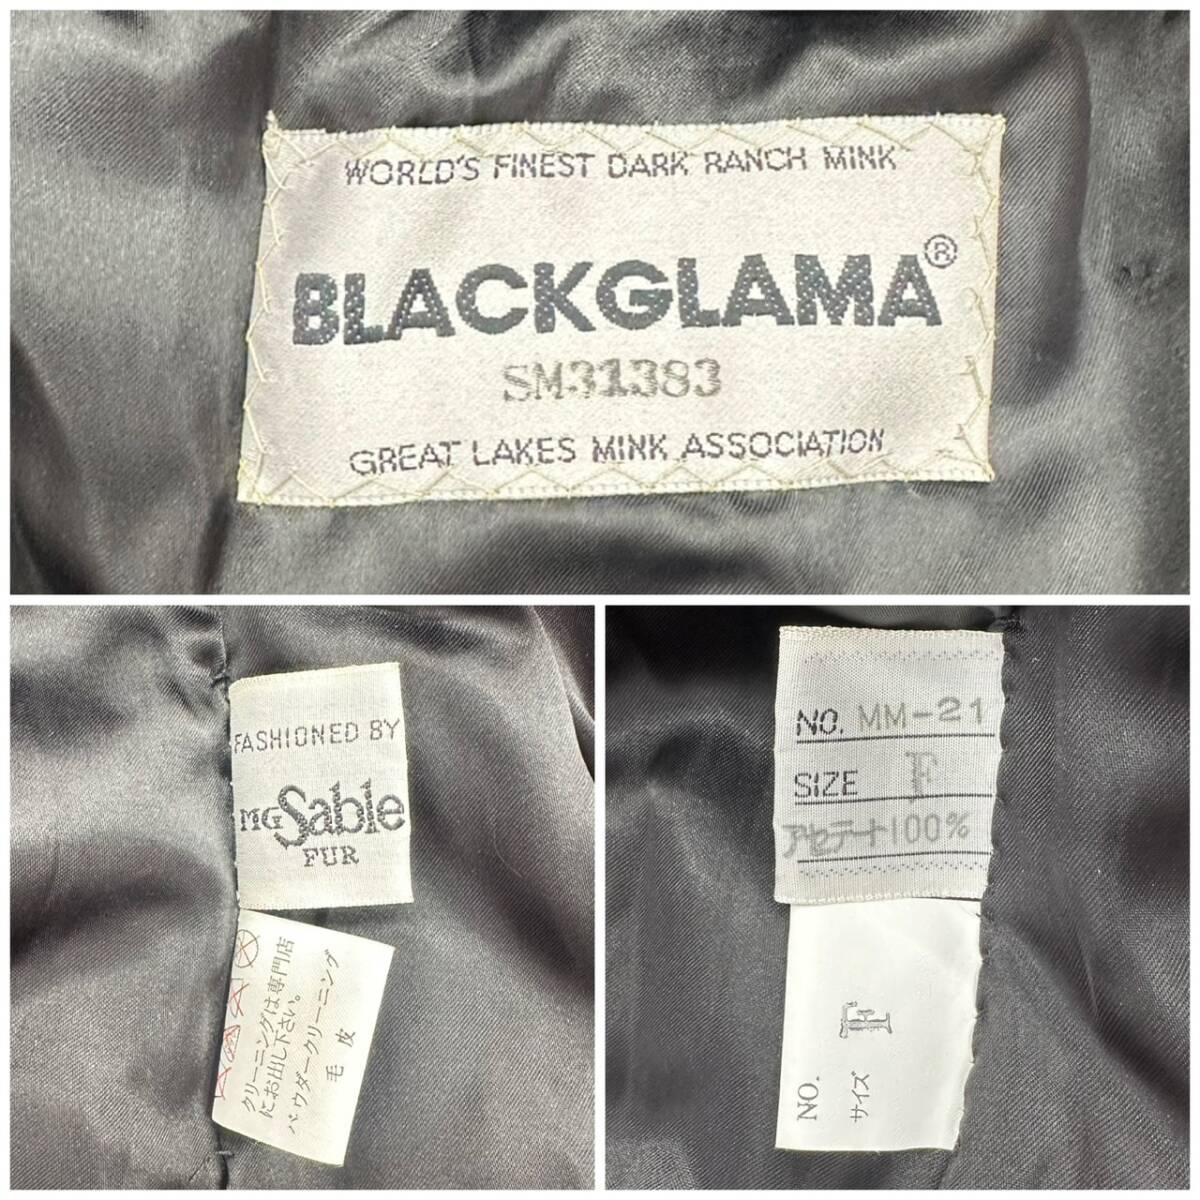 WORLD'S FINEST DARK RANCH MINK
BLACKGLAMA®
SM31383
GREAT LAKES MINK ASSOCIATION
FASHIONED BY
MG Sable
FUR
クリーニングは専門店
にお出し下さい。
パウダークリーニング
毛皮
NO. MM-21
SIZE F
アセテート100%
NO.
サイズ F